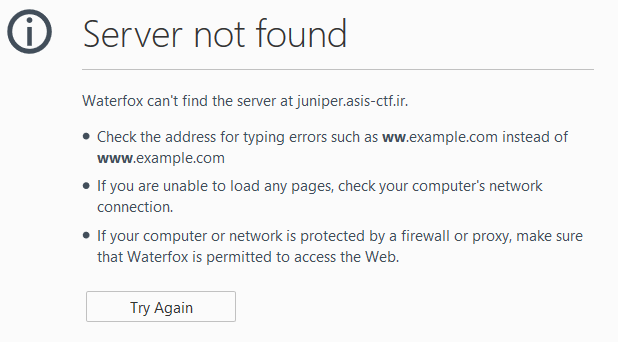 Server not found
Waterfox can't find the server at juniper.asis-ctf.ir.
Check the address for typing errors such as ww.example.com instead of
www.example.com
If you are unable to load any pages, check your computer's network
connection.
If your computer or network is protected by a firewall or proxy, make sure
that Waterfox is permitted to access the Web.
Try Again